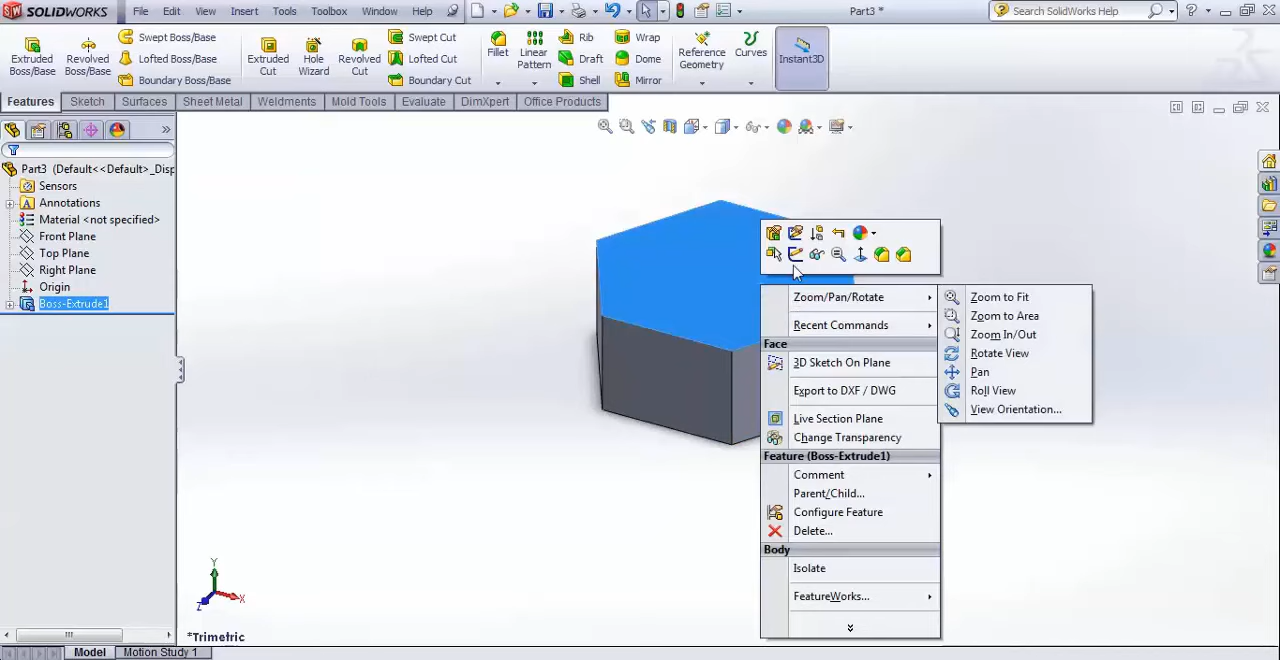 SOLIDWORKS File Edit View Insert Tools Toolbox Window Help Part3 * Search SolidWorks Help
Extruded Boss/Base
Revolved Boss/Base
Swept Boss/Base
Lofted Boss/Base
Boundary Boss/Base
Extruded Cut
Hole Wizard
Revolved Cut
Swept Cut
Lofted Cut
Boundary Cut
Fillet
Linear Pattern
Rib
Draft
Shell
Wrap
Dome
Mirror
Reference Geometry
Curves
Instant3D
Features Sketch Surfaces Sheet Metal Weldments Mold Tools Evaluate DimXpert Office Products
Part3 (Default<<Default>_Disp
Sensors
Annotations
Material <not specified>
Front Plane
Top Plane
Right Plane
Origin
Boss-Extrude1
Zoom/Pan/Rotate
Recent Commands
Face
3D Sketch On Plane
Export to DXF / DWG
Live Section Plane
Change Transparency
Feature (Boss-Extrude1)
Comment
Parent/Child...
Configure Feature
Delete...
Body
Isolate
FeatureWorks...
Zoom to Fit
Zoom to Area
Zoom In/Out
Rotate View
Pan
Roll View
View Orientation...
Y
X
Z
*Trimetric
Model Motion Study 1